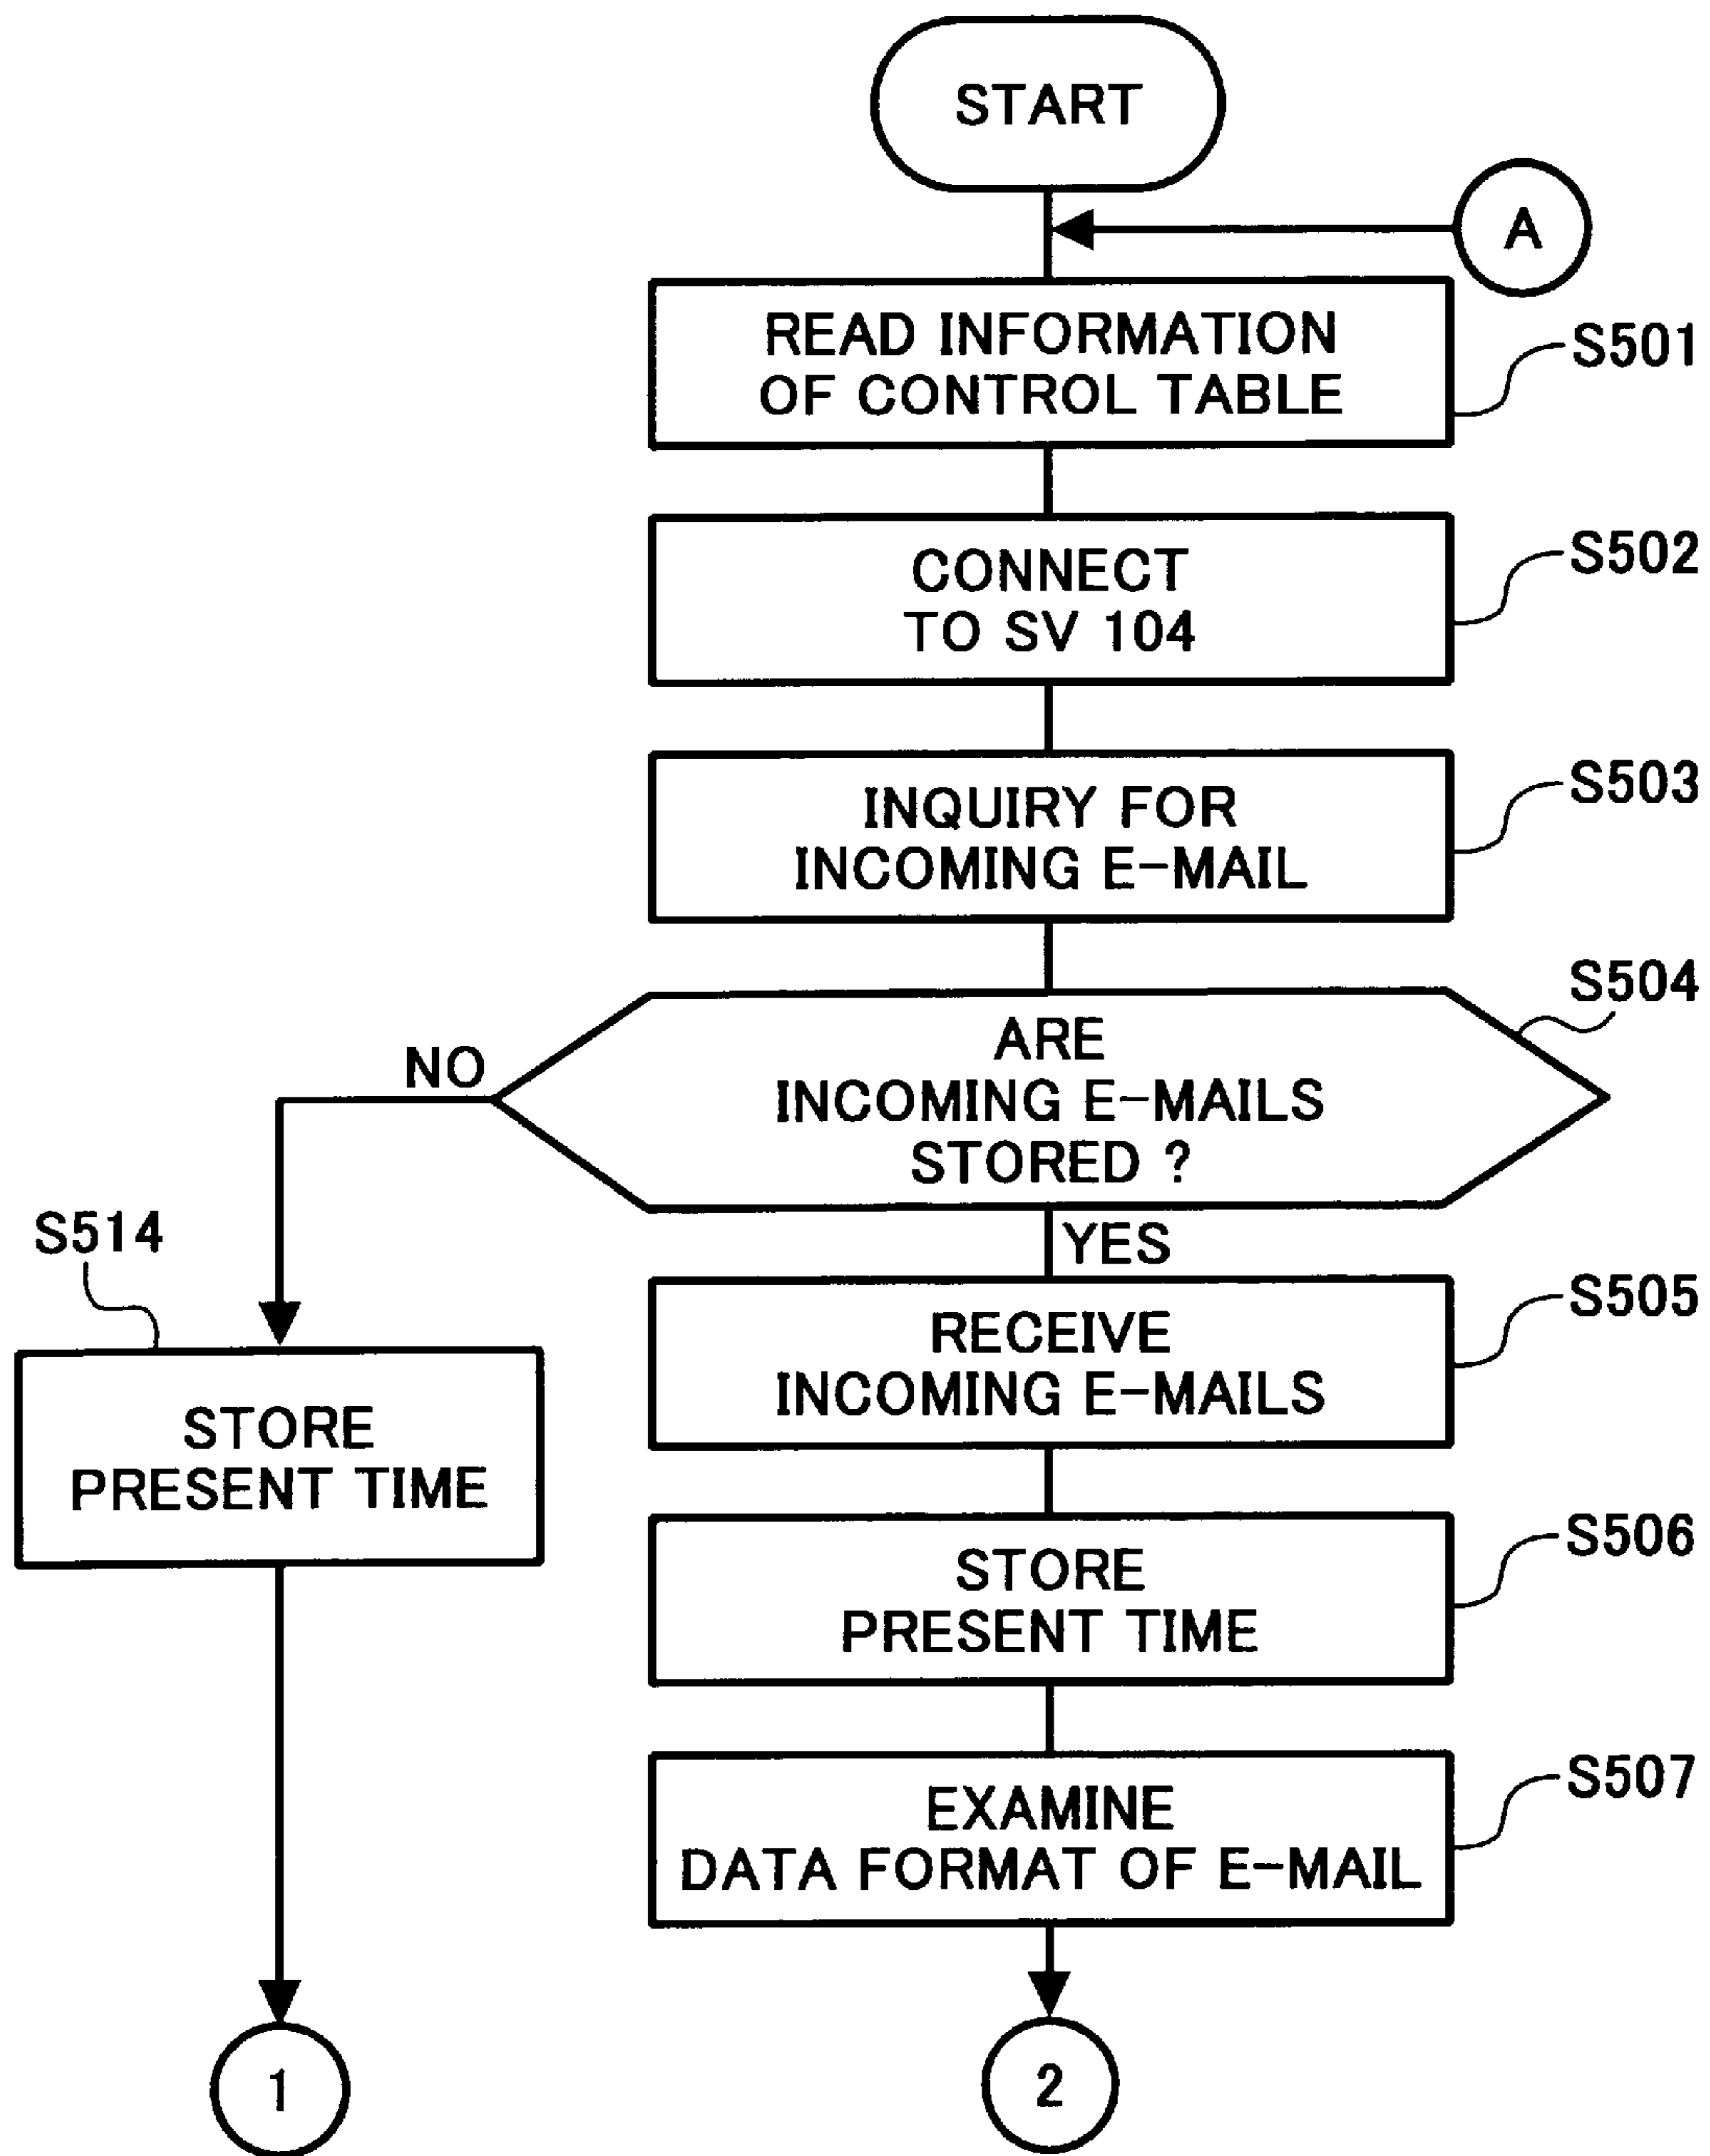 START
A
READ INFORMATION
OF CONTROL TABLE
S501
CONNECT
TO SV 104
S502
INQUIRY FOR
INCOMING E-MAIL
S503
ARE
INCOMING E-MAILS
STORED ?
S504
NO
YES
S514
STORE
PRESENT TIME
RECEIVE
INCOMING E-MAILS
S505
STORE
PRESENT TIME
S506
EXAMINE
DATA FORMAT OF E-MAIL
S507
1
2